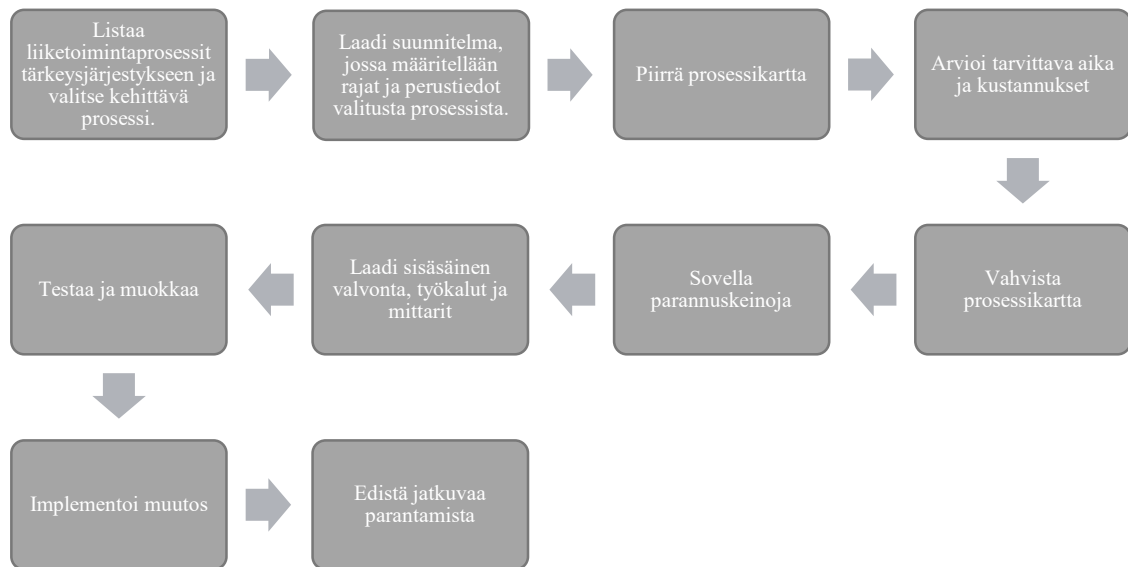 Listaa
liiketoimintaprosessit
tärkeysjärjestykseen ja
valitse kehittävä
prosessi.
Laadi suunnitelma,
jossa määritellään
rajat ja perustiedot
valitusta prosessista.
Piirrä prosessikartta
Arvioi tarvittava aika
ja kustannukset
Vahvista
prosessikartta
Sovella
parannuskeinoja
Laadi sisäsäinen
valvonta, työkalut ja
mittarit
Testaa ja muokkaa
Implementoi muutos
Edistä jatkuvaa
parantamista